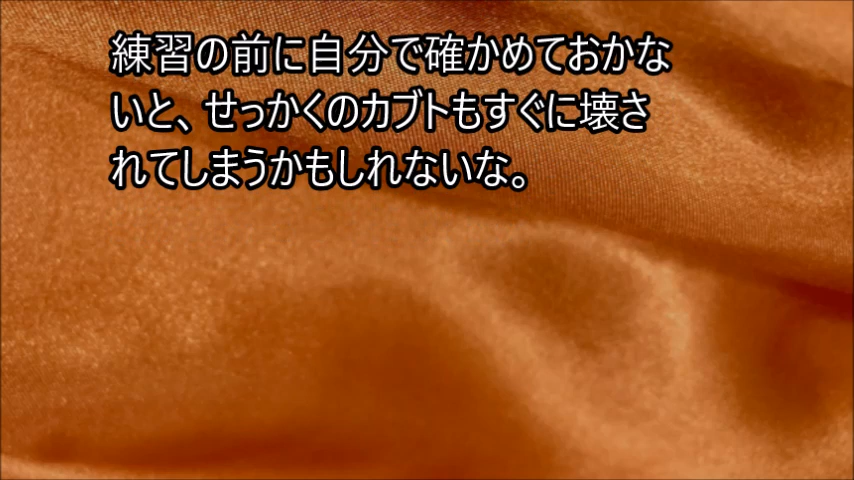 練習の前に自分で確かめておかな
いと、せっかくのカブトもすぐに壊さ
れてしまうかもしれないな。